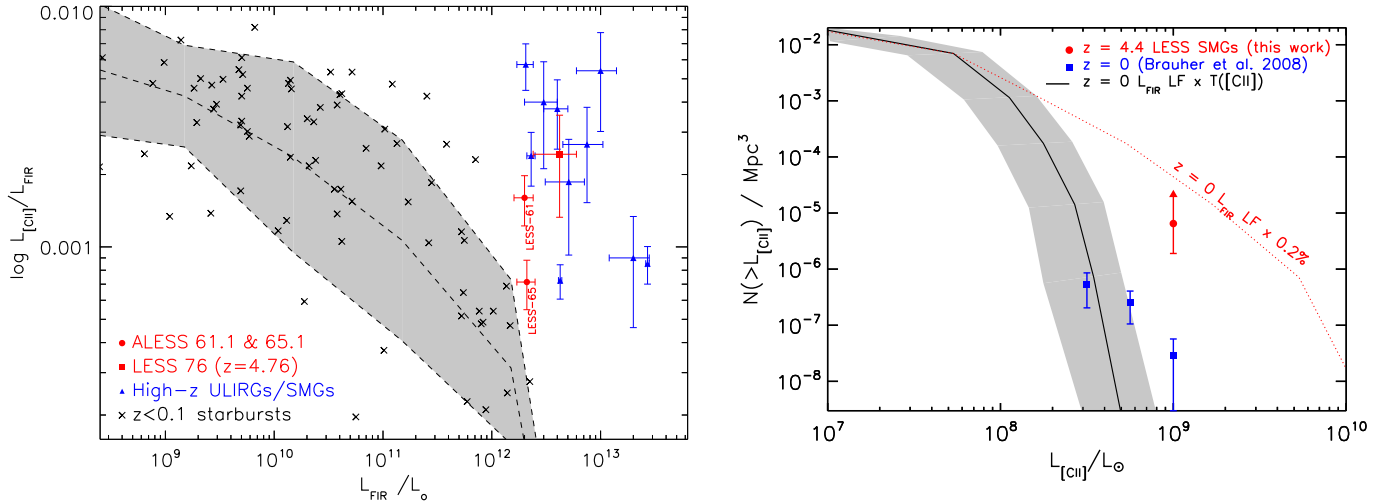 0.010
0.001
log L[CII]/LFIR
LESS-61
LESS-65
ALESS 61.1 & 65.1
LESS 76 (z=4.76)
High-z ULIRGs/SMGs
z<0.1 starbursts
10^9 10^10 10^11 10^12 10^13
LFIR /Lo
10^-2
10^-3
10^-4
10^-5
10^-6
10^-7
10^-8
N(>L[CII]) / Mpc^3
z = 4.4 LESS SMGs (this work)
z = 0 (Brauher et al. 2008)
z = 0 LFIR LF x T([CII])
z = 0 LFIR LF x 0.2%
10^7 10^8 10^9 10^10
L[CII]/L⊙